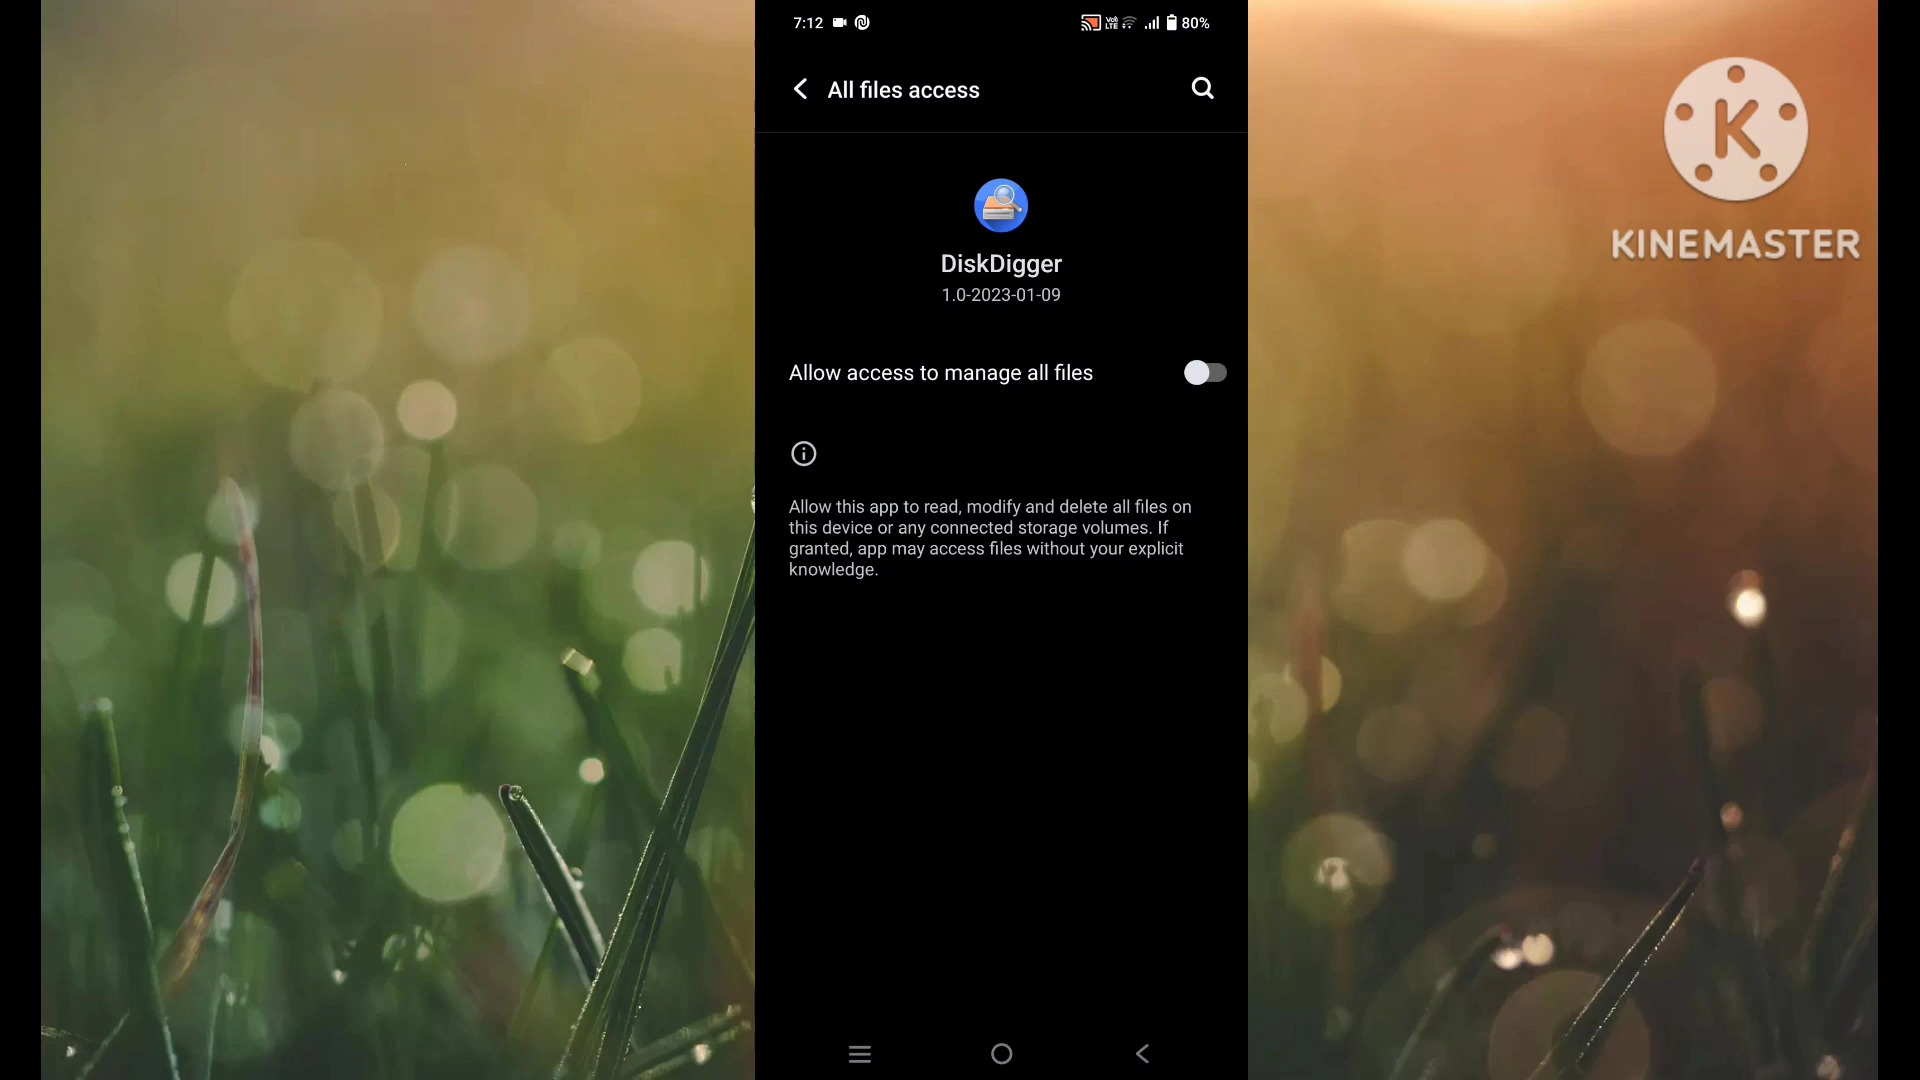 7:12
Vo)
LTE
80%
All files access
K
KINEMASTER
DiskDigger
1.0-2023-01-09
Allow access to manage all files
Allow this app to read, modify and delete all files on
this device or any connected storage volumes. If
granted, app may access files without your explicit
knowledge.